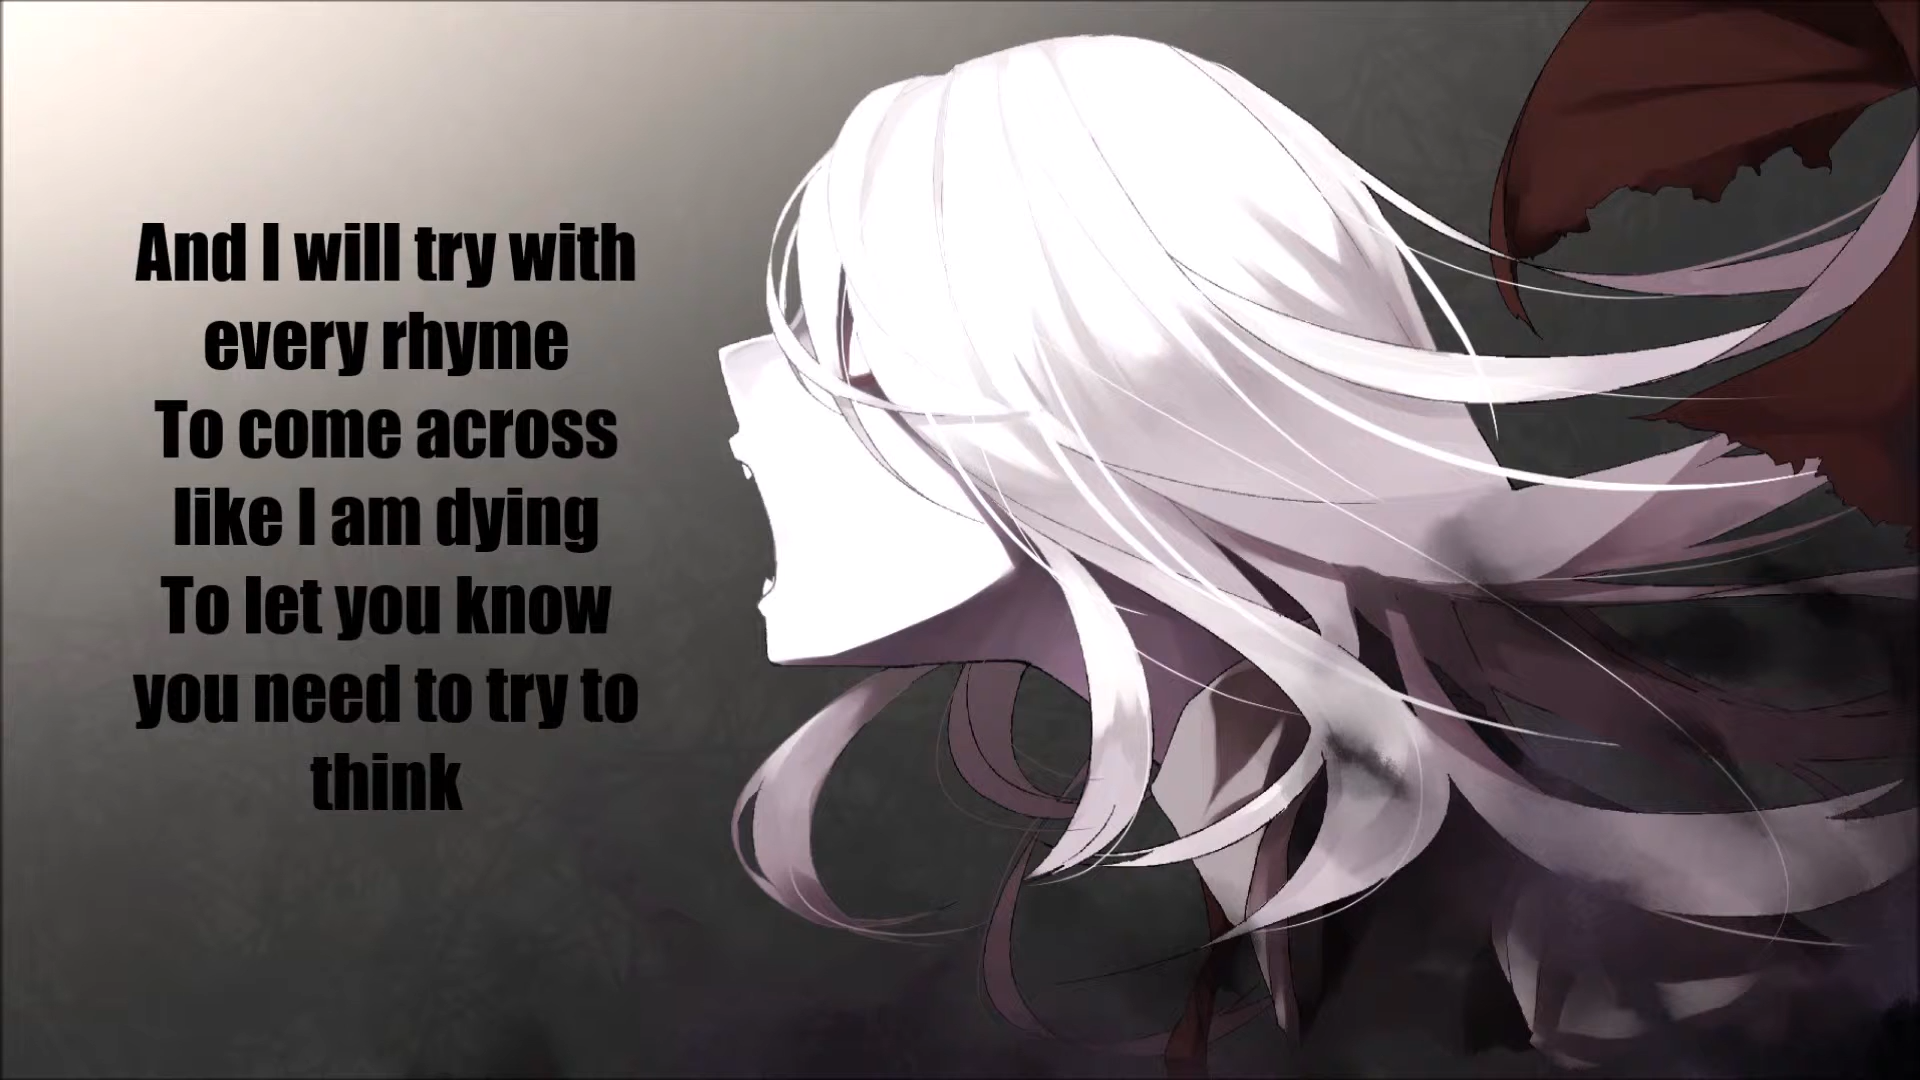 And I will try with
every rhyme
To come across
like I am dying
To let you know
you need to try to
think